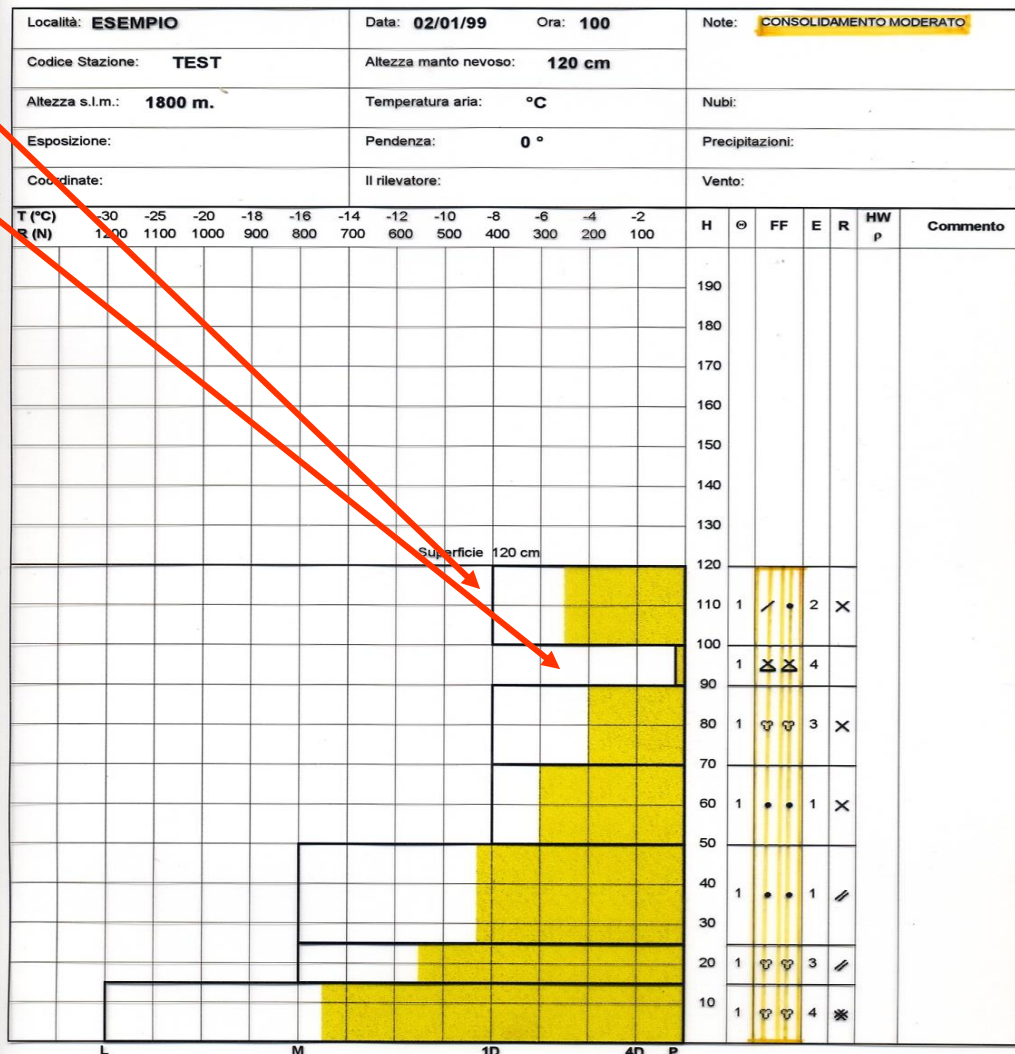 Località: ESEMPIO Data: 02/01/99 Ora: 100 Note: CONSOLIDAMENTO MODERATO
Codice Stazione: TEST Altezza manto nevoso: 120 cm
Altezza s.l.m.: 1800 m. Temperatura aria: °C Nubi:
Esposizione: Pendenza: 0 ° Precipitazioni:
Coordinate: Il rilevatore: Vento:
T (°C) -30 -25 -20 -18 -16 -14 -12 -10 -8 -6 -4 -2 H Θ FF E R HW Commento
R (N) 1200 1100 1000 900 800 700 600 500 400 300 200 100 ρ
190
180
170
160
150
140
130
Superficie 120 cm
120
110 1 / • 2 X
100
1 4
90
80 1 3 X
70
60 1 • • 1 X
50
40
1 • • 1
30
20 1 3
10
1 4
L M 1D 4D P